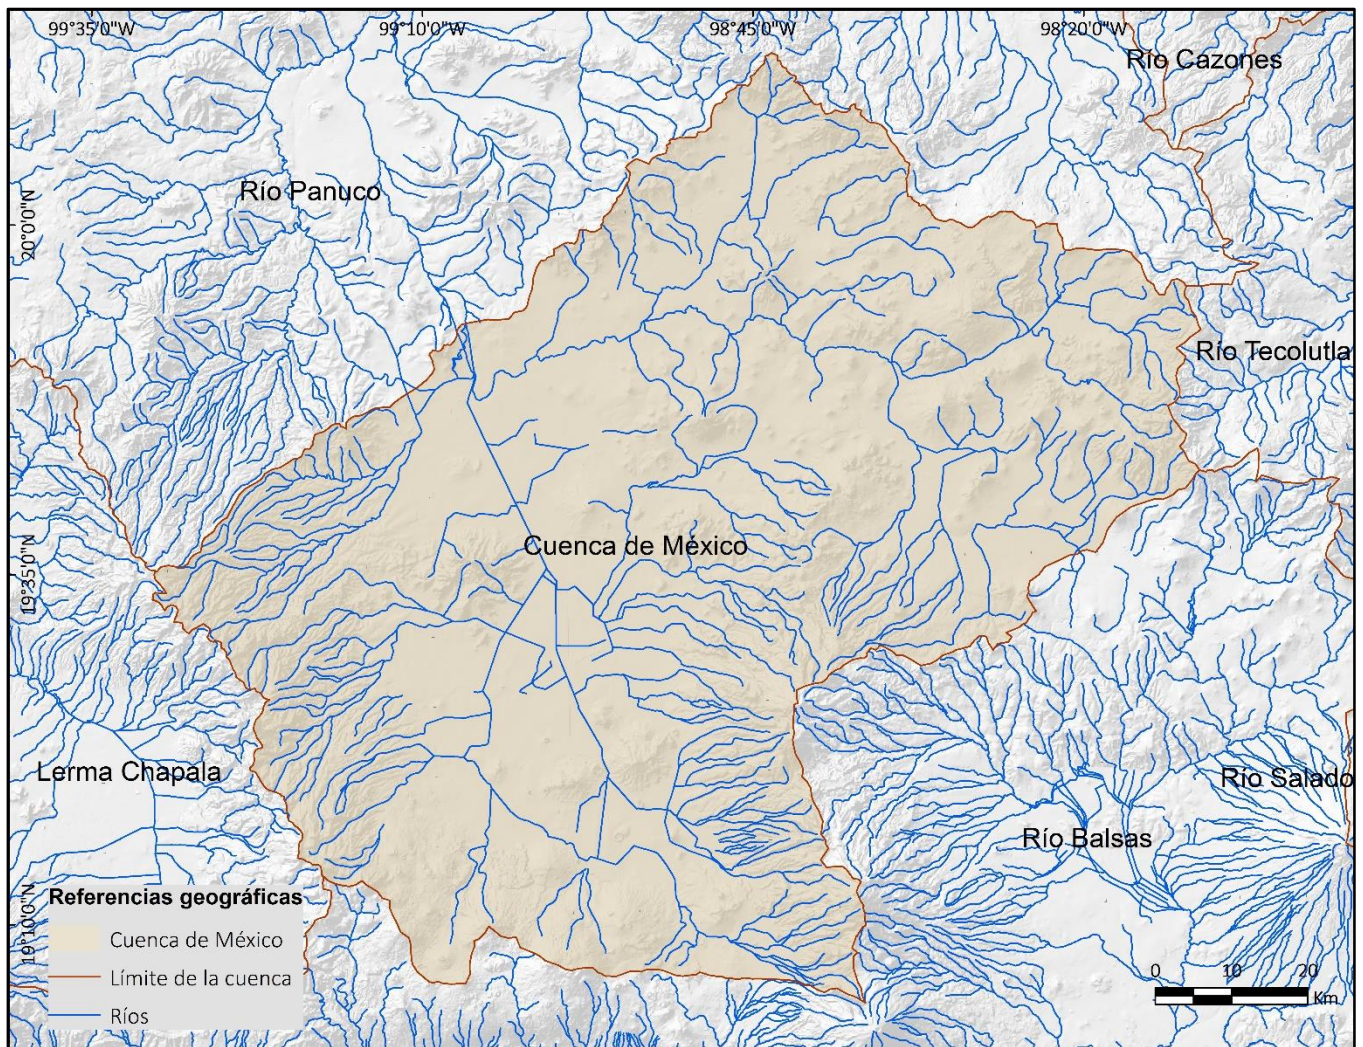 99°35'0"W
99°10'0"W
98°45'0"W
98°20'0"W
Río Cazones
Río Panuco
20°0'0"N
Río Tecolutla
Cuenca de México
19°35'0"N
Lerma Chapala
Río Salado
Río Balsas
19°10'0"N
Referencias geográficas
Cuenca de México
Límite de la cuenca
Ríos
0 10 20
Km